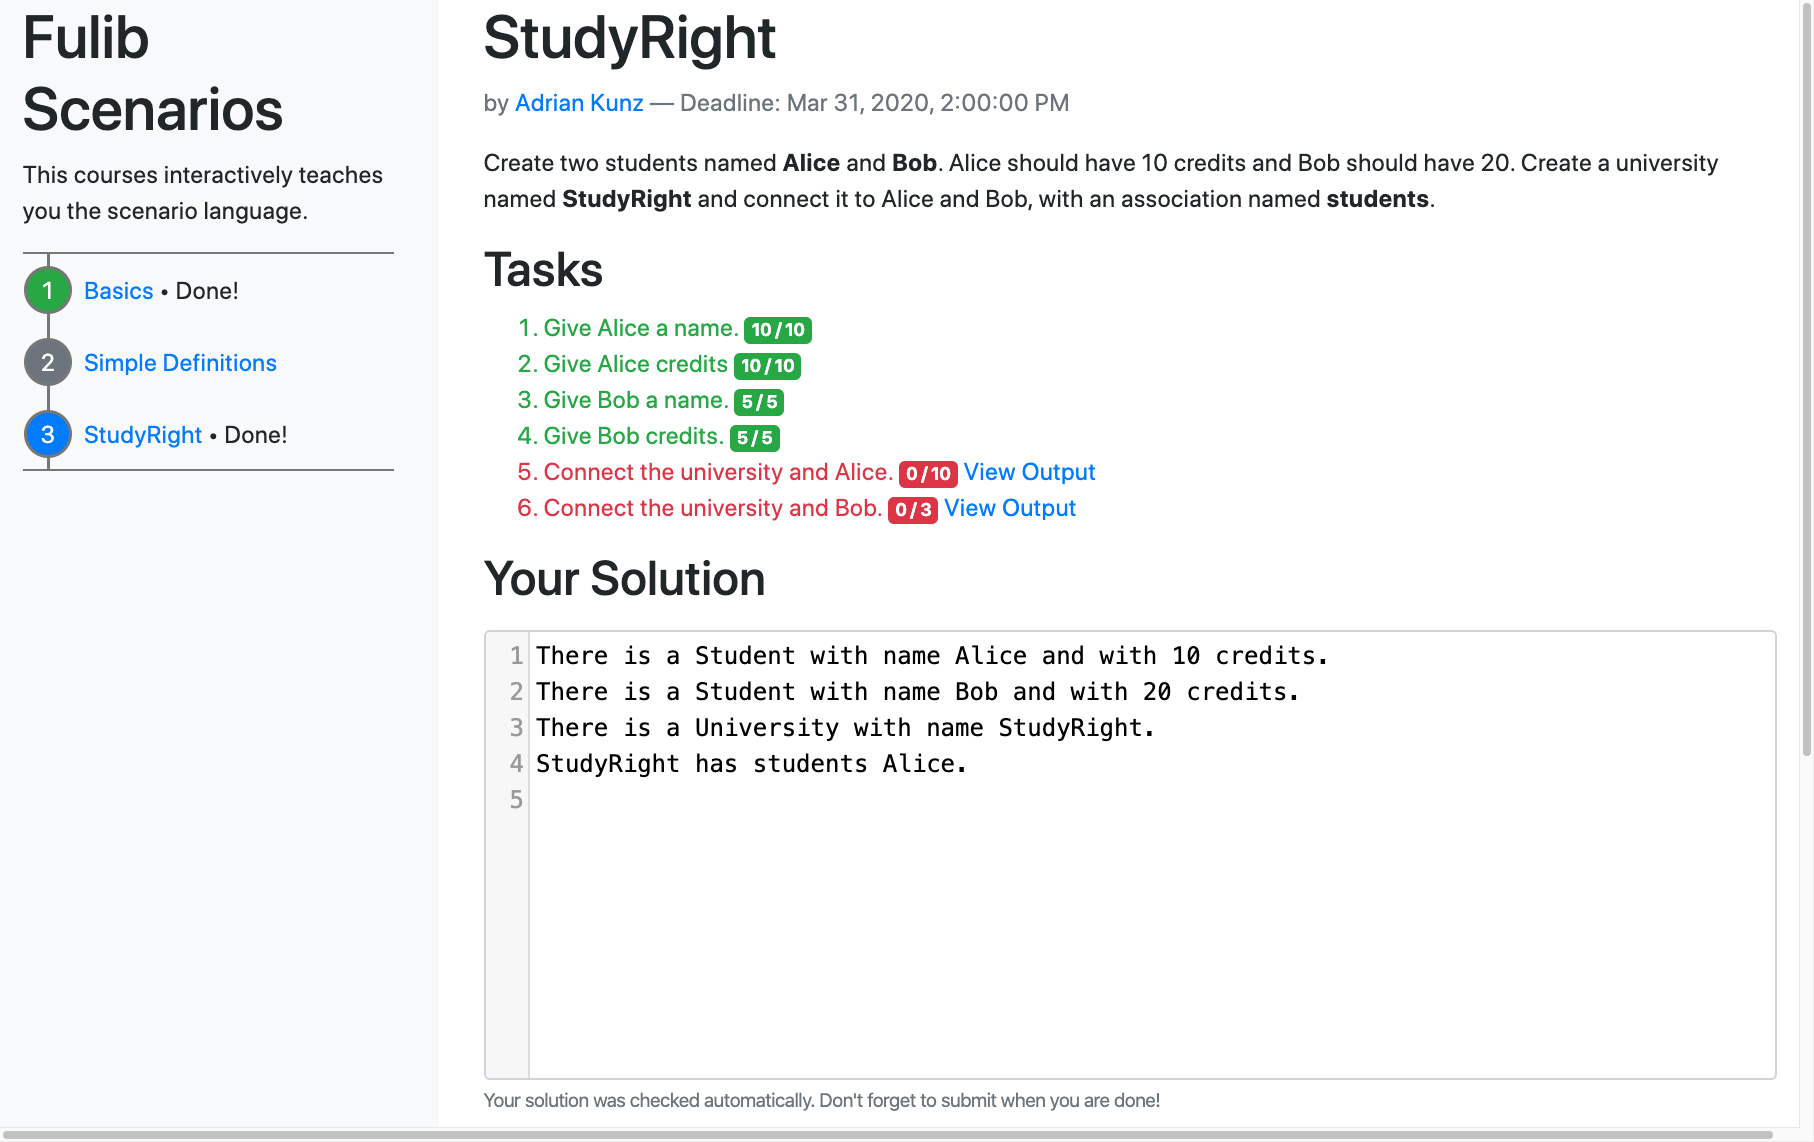 Fulib
Scenarios
This courses interactively teaches
you the scenario language.
1 Basics • Done!
2 Simple Definitions
3 StudyRight • Done!
StudyRight
by Adrian Kunz — Deadline: Mar 31, 2020, 2:00:00 PM
Create two students named Alice and Bob. Alice should have 10 credits and Bob should have 20. Create a university
named StudyRight and connect it to Alice and Bob, with an association named students.
Tasks
1. Give Alice a name. 10 / 10
2. Give Alice credits 10 / 10
3. Give Bob a name. 5 / 5
4. Give Bob credits. 5 / 5
5. Connect the university and Alice. 0 / 10 View Output
6. Connect the university and Bob. 0 / 3 View Output
Your Solution
1 There is a Student with name Alice and with 10 credits.
2 There is a Student with name Bob and with 20 credits.
3 There is a University with name StudyRight.
4 StudyRight has students Alice.
5
Your solution was checked automatically. Don't forget to submit when you are done!